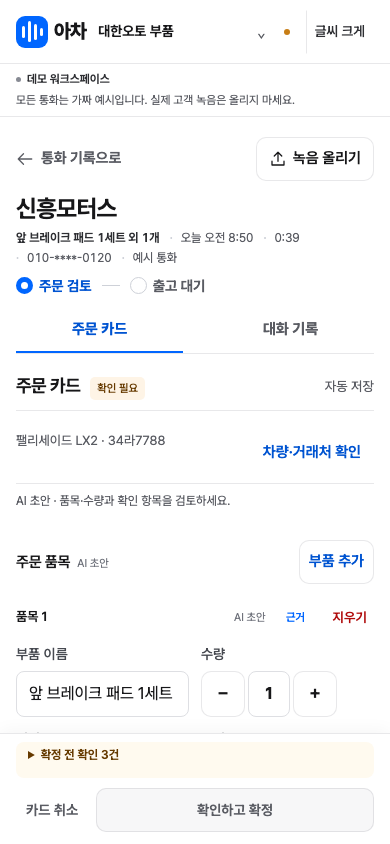 아차 대한오토 부품 글씨 크게
데모 워크스페이스
모든 통화는 가짜 예시입니다. 실제 고객 녹음은 올리지 마세요.
← 통화 기록으로 녹음 올리기
신흥모터스
앞 브레이크 패드 1세트 외 1개 · 오늘 오전 8:50 · 0:39
· 010-****-0120 · 예시 통화
주문 검토 출고 대기
주문 카드 대화 기록
주문 카드 확인 필요 자동 저장
팰리세이드 LX2 · 34라7788
차량·거래처 확인
AI 초안 · 품목·수량과 확인 항목을 검토하세요.
주문 품목 AI 초안 부품 추가
품목 1 AI 초안 근거 지우기
부품 이름 수량
앞 브레이크 패드 1세트 − 1 +
▶ 확정 전 확인 3건
카드 취소 확인하고 확정